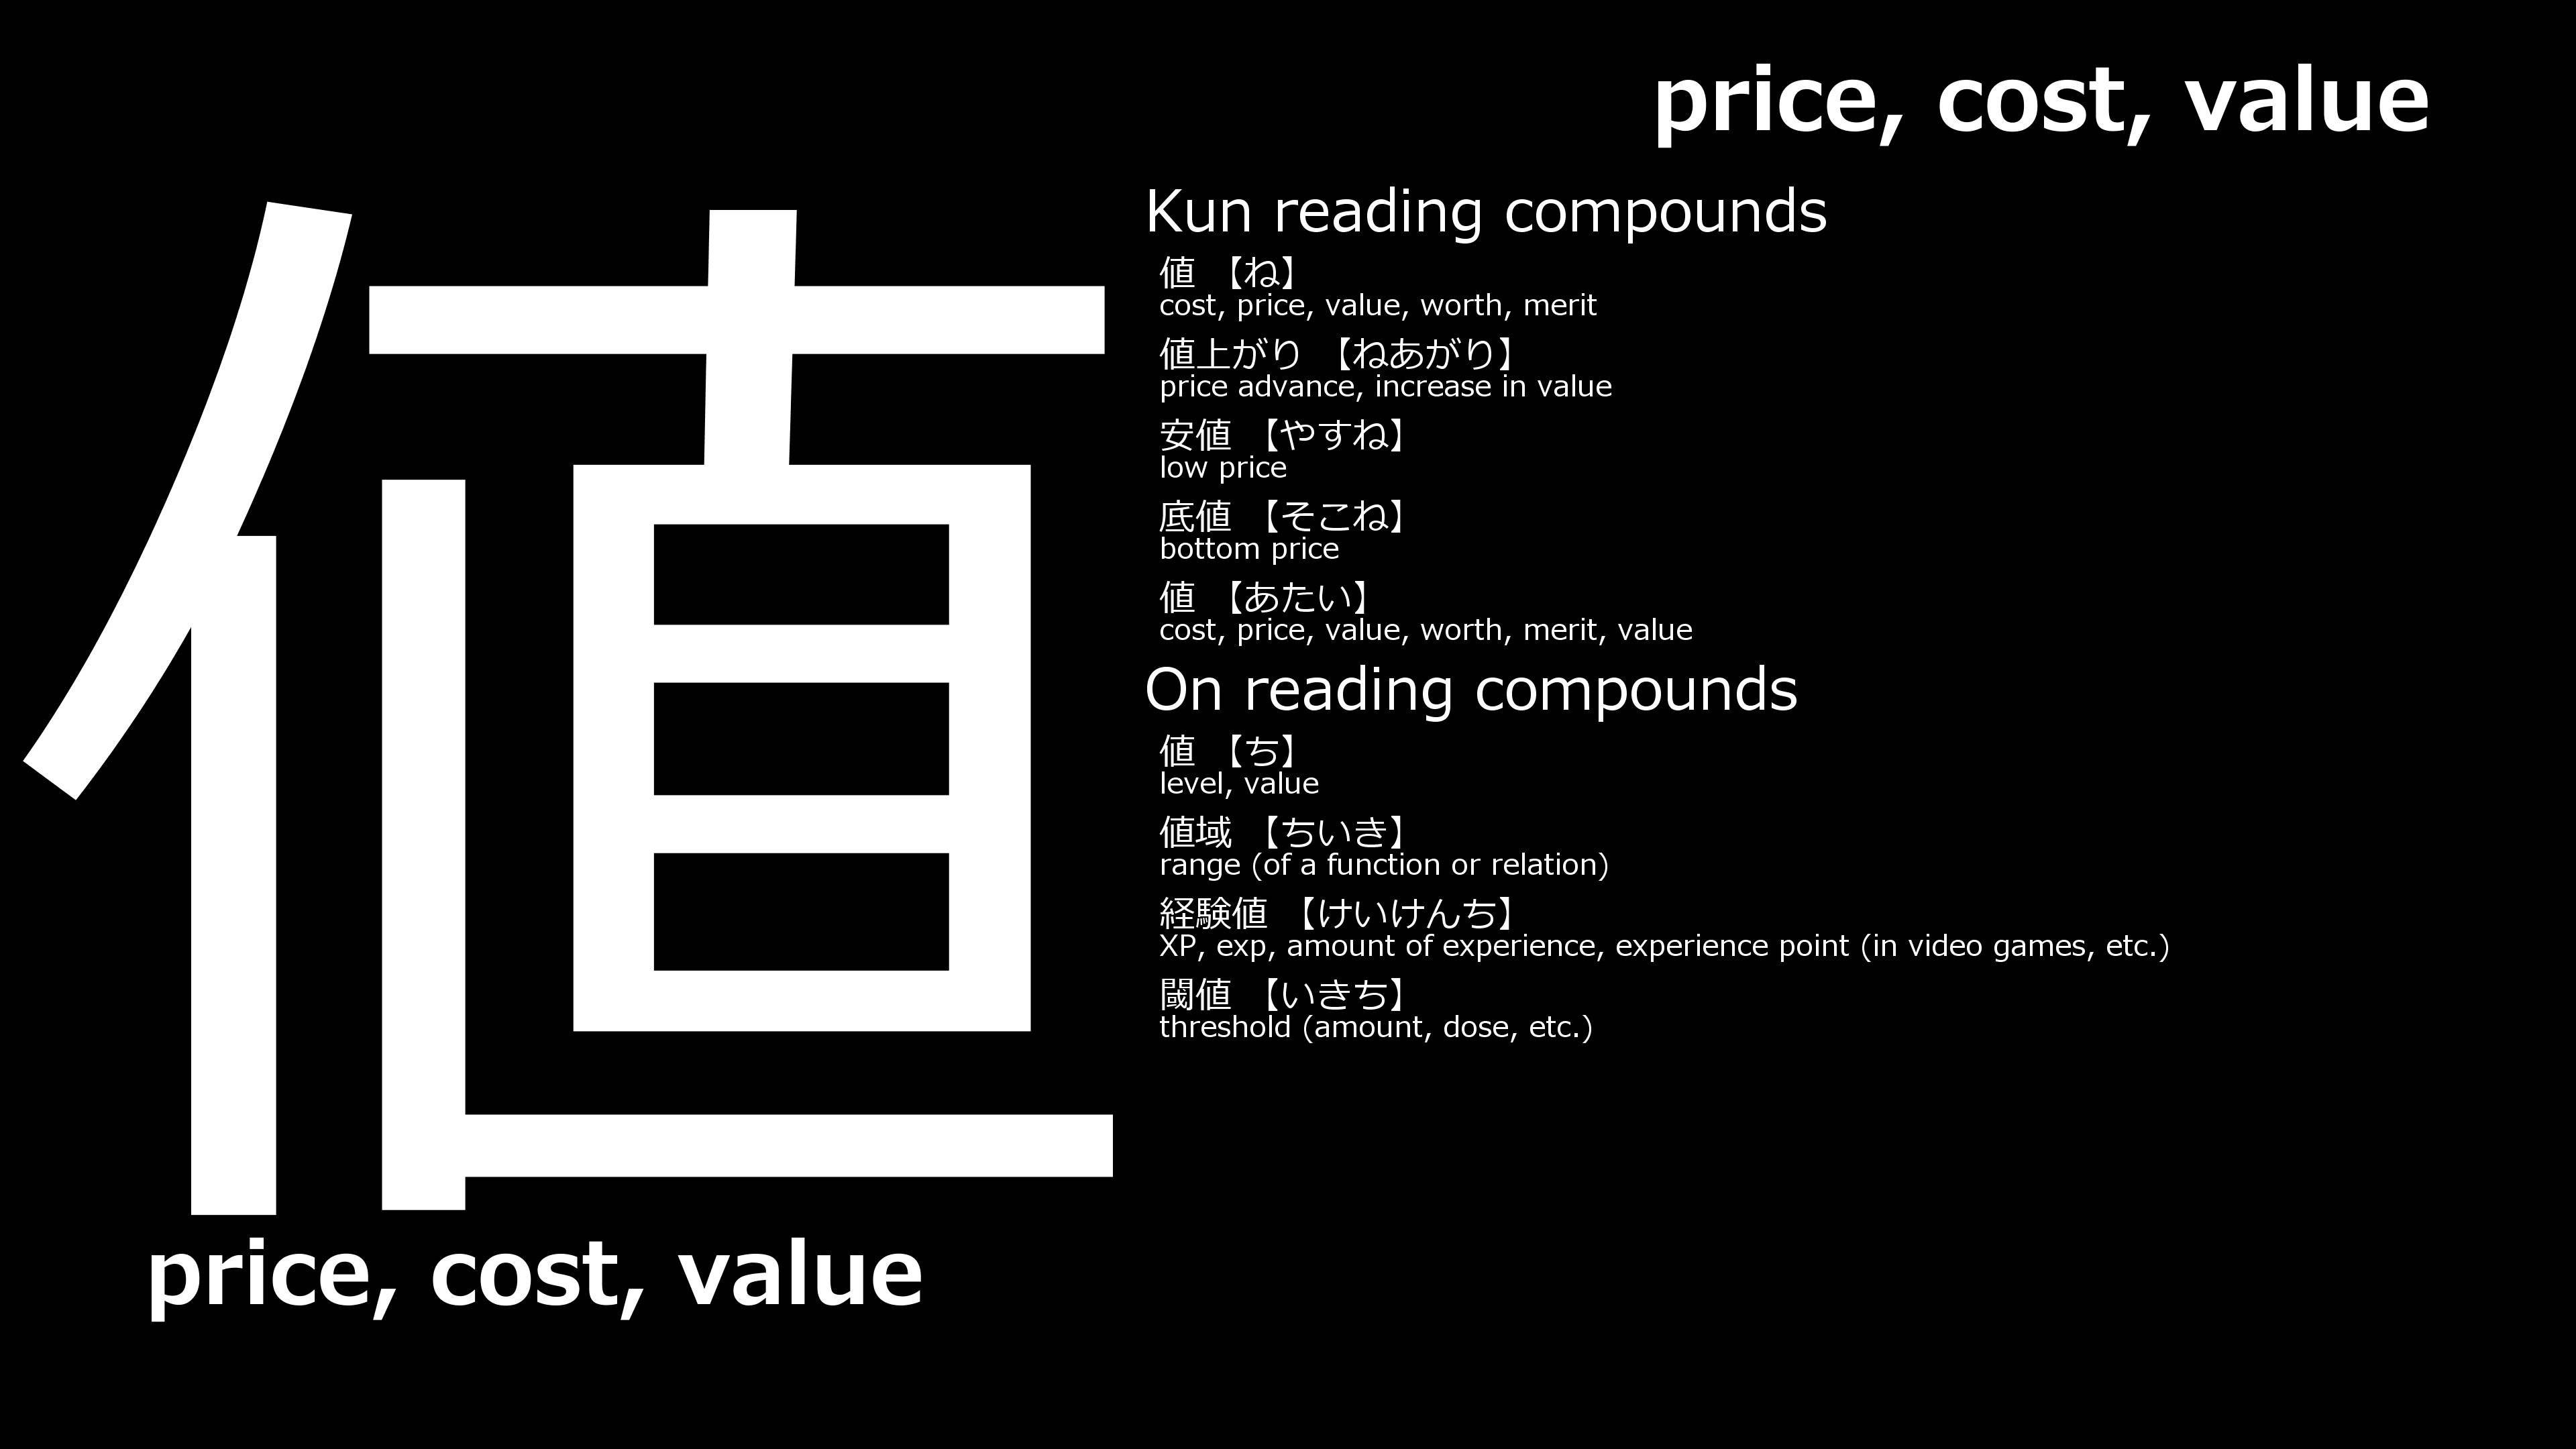 値
price, cost, value
price, cost, value
Kun reading compounds
値 【ね】
cost, price, value, worth, merit
値上がり 【ねあがり】
price advance, increase in value
安値 【やすね】
low price
底値 【そこね】
bottom price
値 【あたい】
cost, price, value, worth, merit, value
On reading compounds
値 【ち】
level, value
値域 【ちいき】
range (of a function or relation)
経験値 【けいけんち】
XP, exp, amount of experience, experience point (in video games, etc.)
閾値 【いきち】
threshold (amount, dose, etc.)